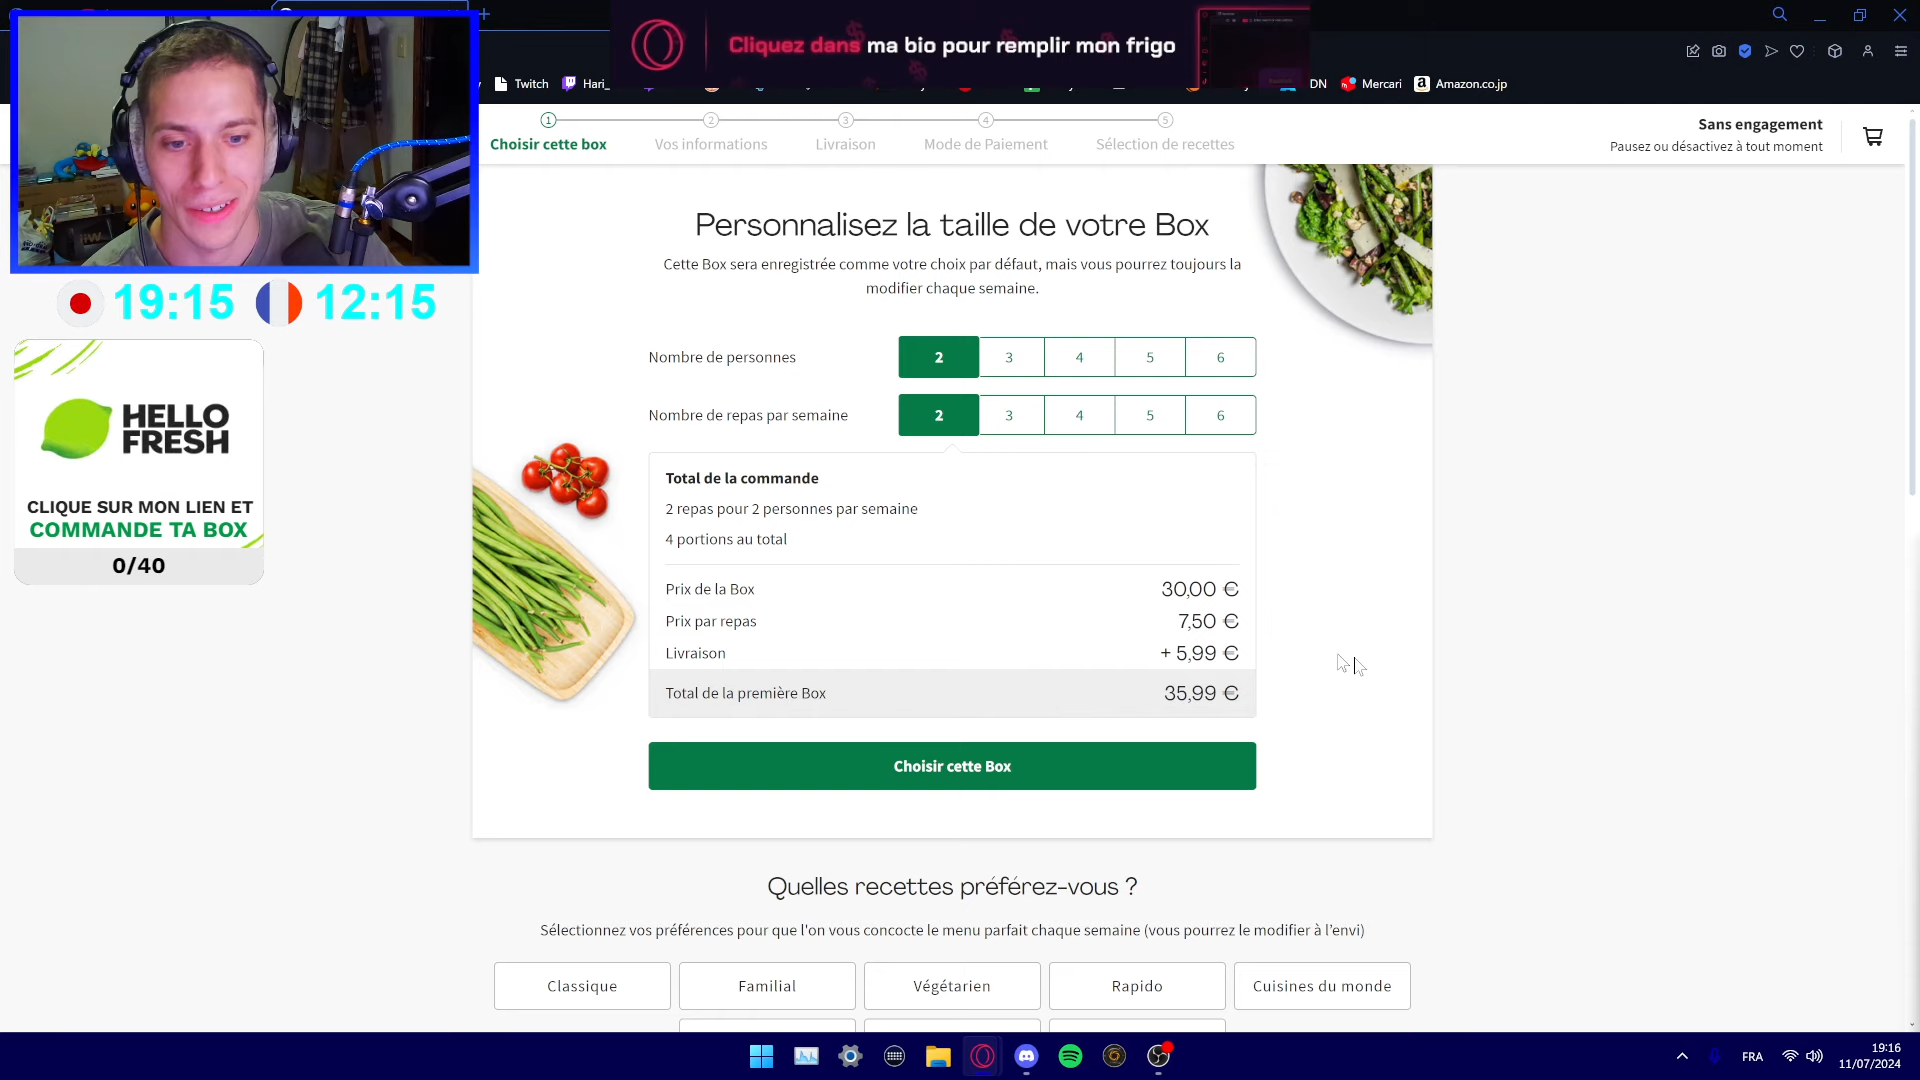 Cliquez dans ma bio pour remplir mon frigo
Twitch
Hari_
DN
Mercari
Amazon.co.jp
1
2
3
4
5
Choisir cette box
Vos informations
Livraison
Mode de Paiement
Sélection de recettes
Sans engagement
Pausez ou désactivez à tout moment
19:15
12:15
HELLO
FRESH
CLIQUE SUR MON LIEN ET
COMMANDE TA BOX
0/40
Personnalisez la taille de votre Box
Cette Box sera enregistrée comme votre choix par défaut, mais vous pourrez toujours la
modifier chaque semaine.
Nombre de personnes
2 3 4 5 6
Nombre de repas par semaine
2 3 4 5 6
Total de la commande
2 repas pour 2 personnes par semaine
4 portions au total
Prix de la Box 30,00 €
Prix par repas 7,50 €
Livraison + 5,99 €
Total de la première Box 35,99 €
Choisir cette Box
Quelles recettes préférez-vous ?
Sélectionnez vos préférences pour que l'on vous concocte le menu parfait chaque semaine (vous pourrez le modifier à l'envi)
Classique
Familial
Végétarien
Rapido
Cuisines du monde
FRA
19:16
11/07/2024